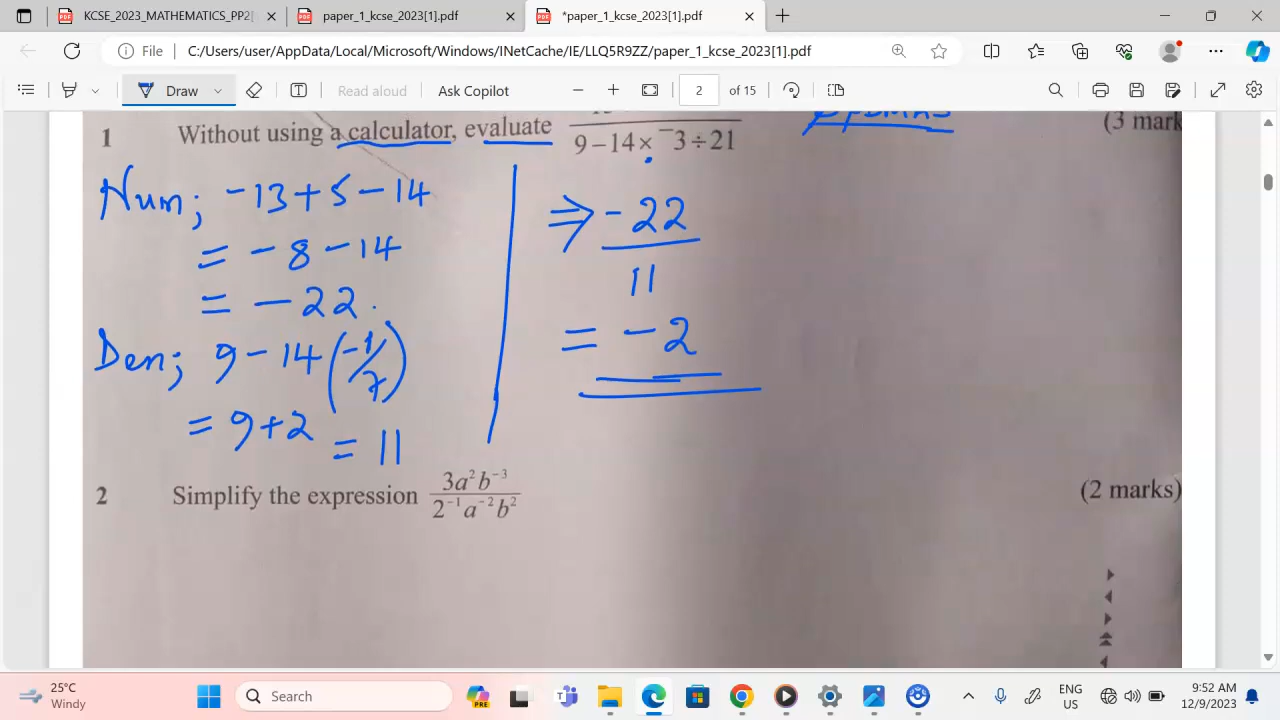 KCSE_2023_MATHEMATICS_PP2[
paper_1_kcse_2023[1].pdf
*paper_1_kcse_2023[1].pdf
File
C:/Users/user/AppData/Local/Microsoft/Windows/INetCache/IE/LLQ5R9ZZ/paper_1_kcse_2023[1].pdf
Draw
Read aloud
Ask Copilot
2 of 15
1 Without using a calculator, evaluate
9−14×⁻3÷21
(3 mark
Num; -13+5-14
= -8-14
= -22.
Den; 9-14(-1/7)
= 9+2 = 11
⇒ -22
11
= -2
2 Simplify the expression 3a²b⁻³ / 2⁻¹a⁻²b² (2 marks)
25°C
Windy
Search
PRE
ENG
US
9:52 AM
12/9/2023